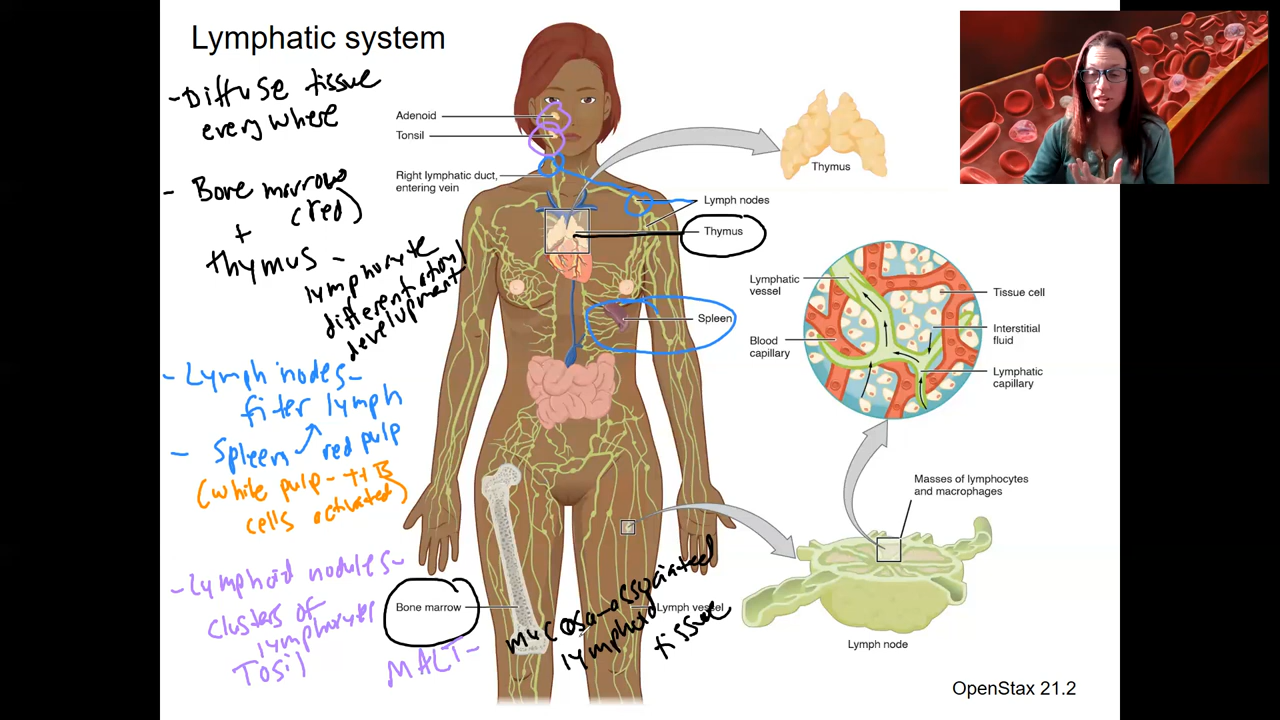 Lymphatic system
-Diffuse tissue
everywhere
- Bone marrow
(red)
+
Thymus -
lymphocyte
differentiation/
development
- Lymph nodes-
filter lymph
- Spleen red pulp
(white pulp - T+B
cells activated)
- Lymphoid nodules-
clusters of
lymphocytes
Tosil
MALT-
mucosa-associated
lymphoid
tissue
Adenoid
Tonsil
Right lymphatic duct,
entering vein
Thymus
Lymph nodes
Thymus
Spleen
Bone marrow
Lymph vessel
Lymphatic
vessel
Blood
capillary
Tissue cell
Interstitial
fluid
Lymphatic
capillary
Masses of lymphocytes
and macrophages
Lymph node
OpenStax 21.2